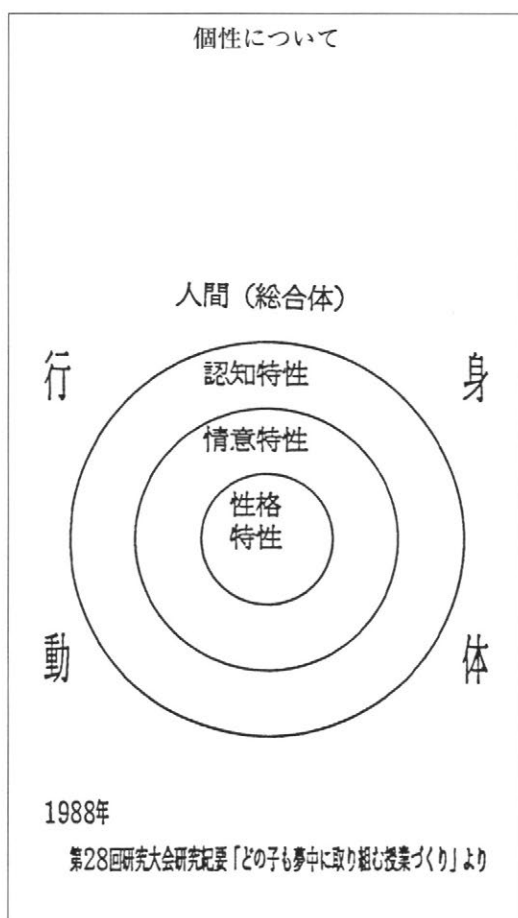 個性について
人間（総合体）
行動
身体
認知特性
情意特性
性格
特性
1988年
第28回研究大会研究紀要「どの子も夢中に取り組む授業づくり」より